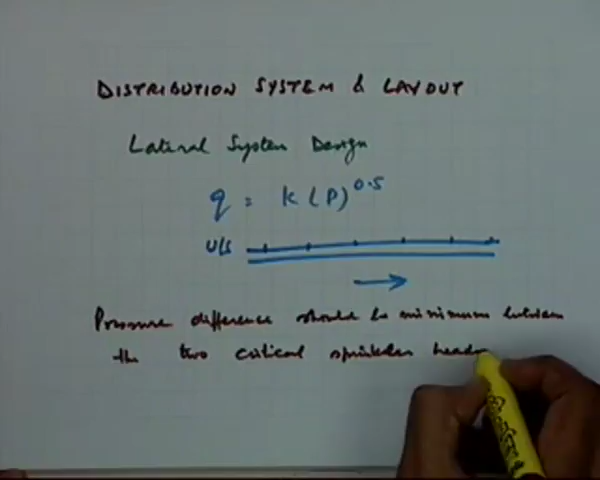 DISTRIBUTION SYSTEM & LAYOUT
Lateral System Design
q = K (P)^0.5
U/S
Pressure difference should be minimum between
the two critical sprinkler heads